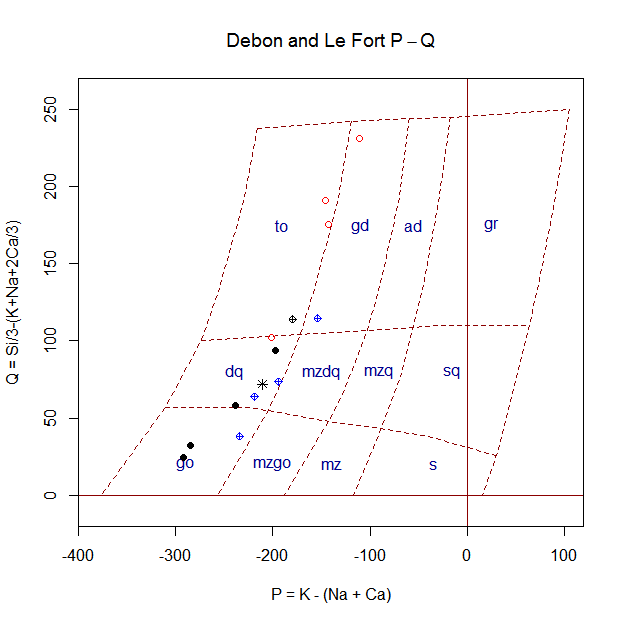 Debon and Le Fort P – Q
Q = Si/3-(K+Na+2Ca/3)
250
200
150
100
50
0
to
gd
ad
gr
dq
mzdq
mzq
sq
go
mzgo
mz
s
-400
-300
-200
-100
0
100
P = K - (Na + Ca)